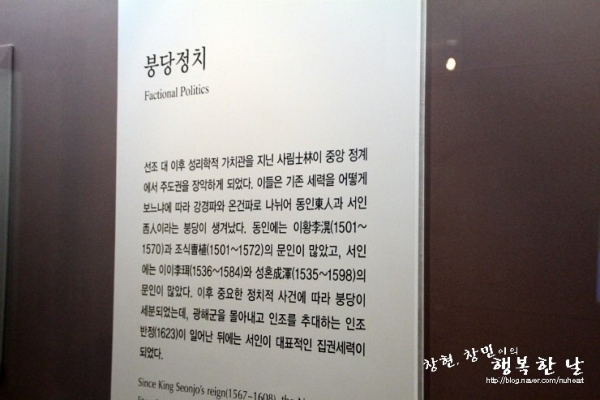 붕당정치
Factional Politics
선조 대 이후 성리학적 가치관을 지닌 사림士林이 중앙 정계
에서 주도권을 장악하게 되었다. 이들은 기존 세력을 어떻게
보느냐에 따라 강경파와 온건파로 나뉘어 동인東人과 서인
西人이라는 붕당이 생겨났다. 동인에는 이황李滉(1501~
1570)과 조식曺植(1501~1572)의 문인이 많았고, 서인
에는 이이李珥(1536~1584)와 성혼成渾(1535~1598)의
문인이 많았다. 이후 중요한 정치적 사건에 따라 붕당이
세분되었는데, 광해군을 몰아내고 인조를 추대하는 인조
반정(1623)이 일어난 뒤에는 서인이 대표적인 집권세력이
되었다.
Since King Seonjo's reign(1567~1608), the
창현, 창민이의
행복한 날
http://blog.naver.com/nuheat